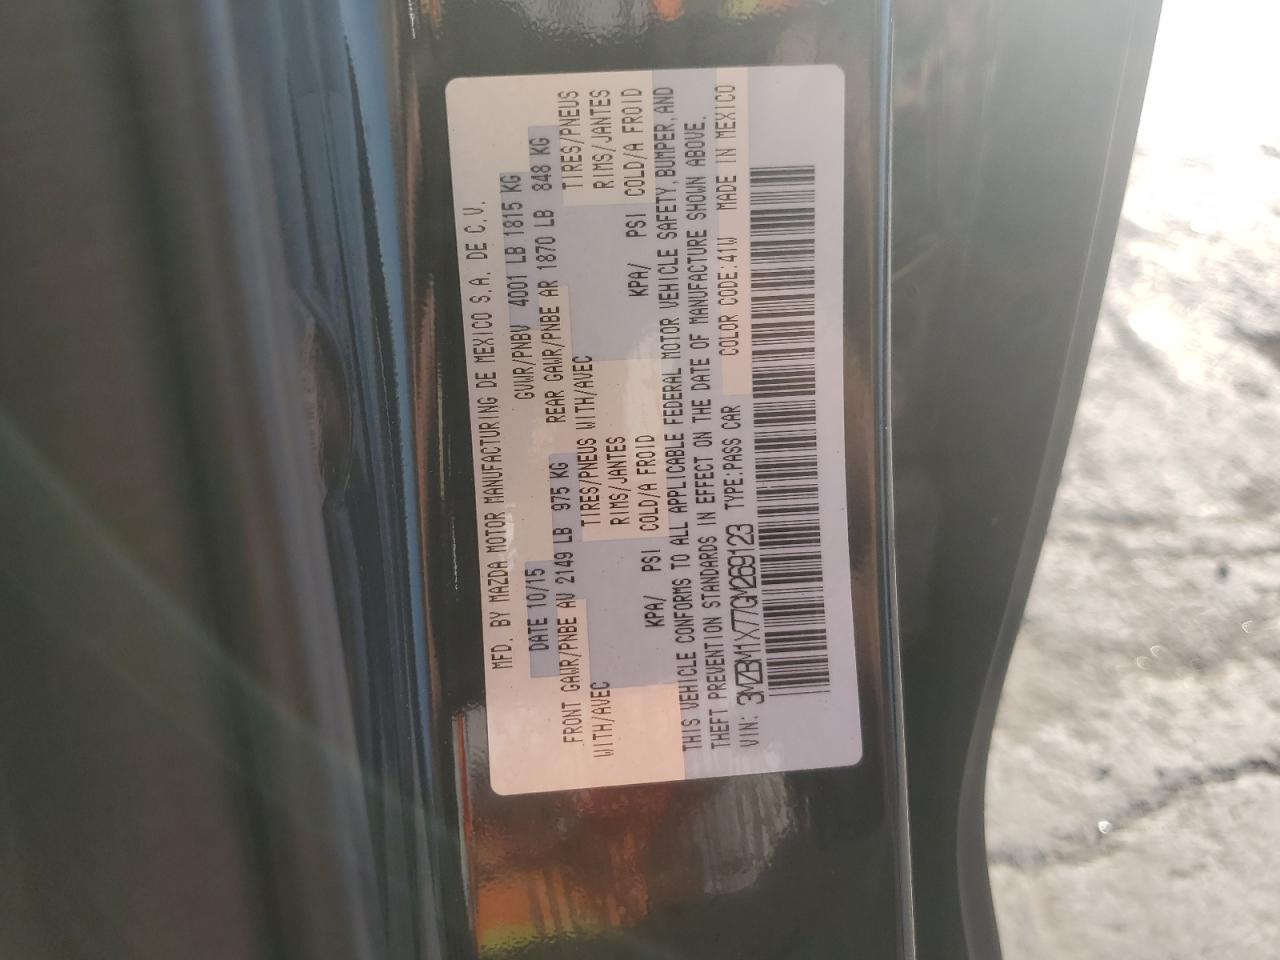 MFD. BY MAZDA MOTOR MANUFACTURING DE MEXICO S.A. DE C.V.
DATE 10/15 GVWR/PNBV 4001 LB 1815 KG
FRONT GAWR/PNBE AV 2149 LB 975 KG REAR GAWR/PNBE AR 1870 LB 848 KG
WITH/AVEC TIRES/PNEUS WITH/AVEC TIRES/PNEUS
RIMS/JANTES RIMS/JANTES
KPA/ PSI COLD/A FROID KPA/ PSI COLD/A FROID
THIS VEHICLE CONFORMS TO ALL APPLICABLE FEDERAL MOTOR VEHICLE SAFETY, BUMPER, AND
THEFT PREVENTION STANDARDS IN EFFECT ON THE DATE OF MANUFACTURE SHOWN ABOVE.
VIN: 3MZBM1X77GM269123 TYPE:PASS CAR COLOR CODE:41W MADE IN MEXICO